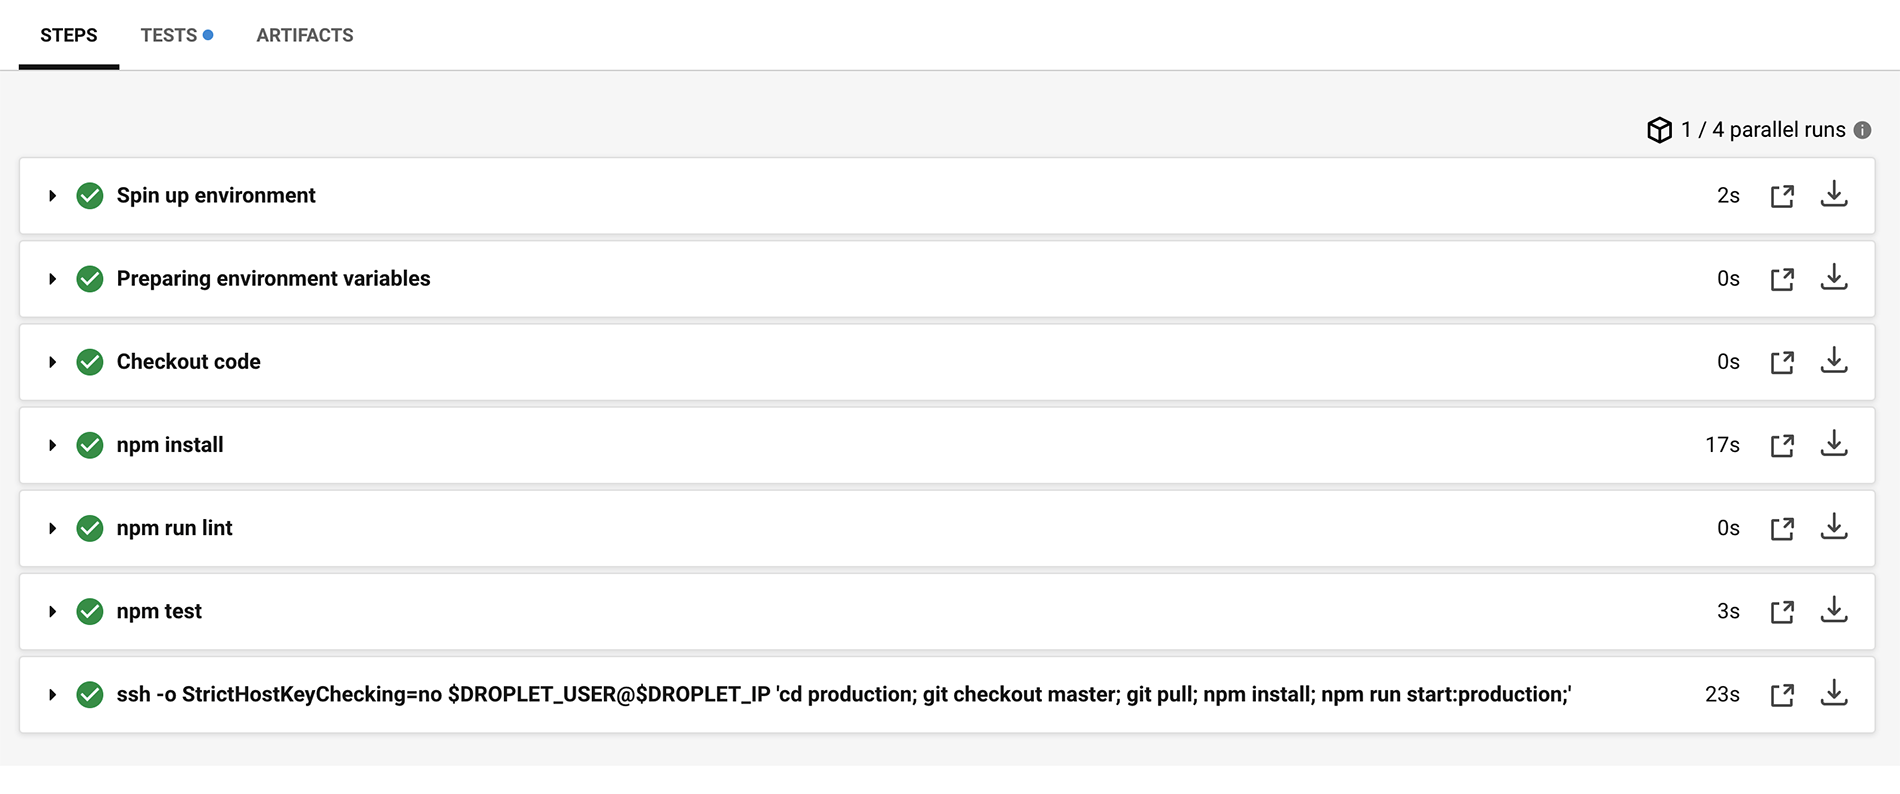 STEPS TESTS ARTIFACTS
1 / 4 parallel runs
Spin up environment 2s
Preparing environment variables 0s
Checkout code 0s
npm install 17s
npm run lint 0s
npm test 3s
ssh -o StrictHostKeyChecking=no $DROPLET_USER@$DROPLET_IP 'cd production; git checkout master; git pull; npm install; npm run start:production;' 23s